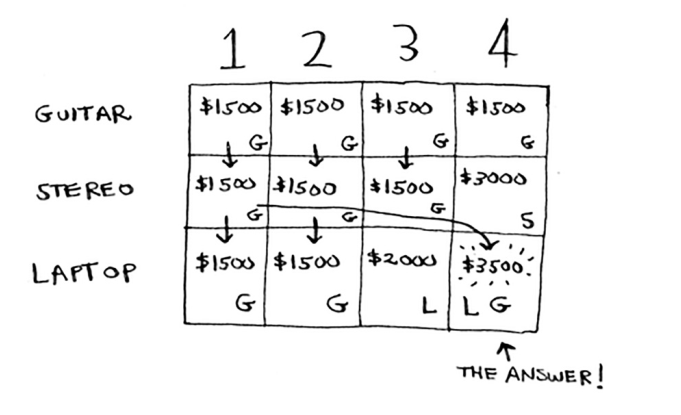 1 2 3 4
GUITAR $1500 G $1500 G $1500 G $1500 G
STEREO $1500 G $1500 G $1500 G $3000 S
LAPTOP $1500 G $1500 G $2000 L $3500 L G
THE ANSWER!